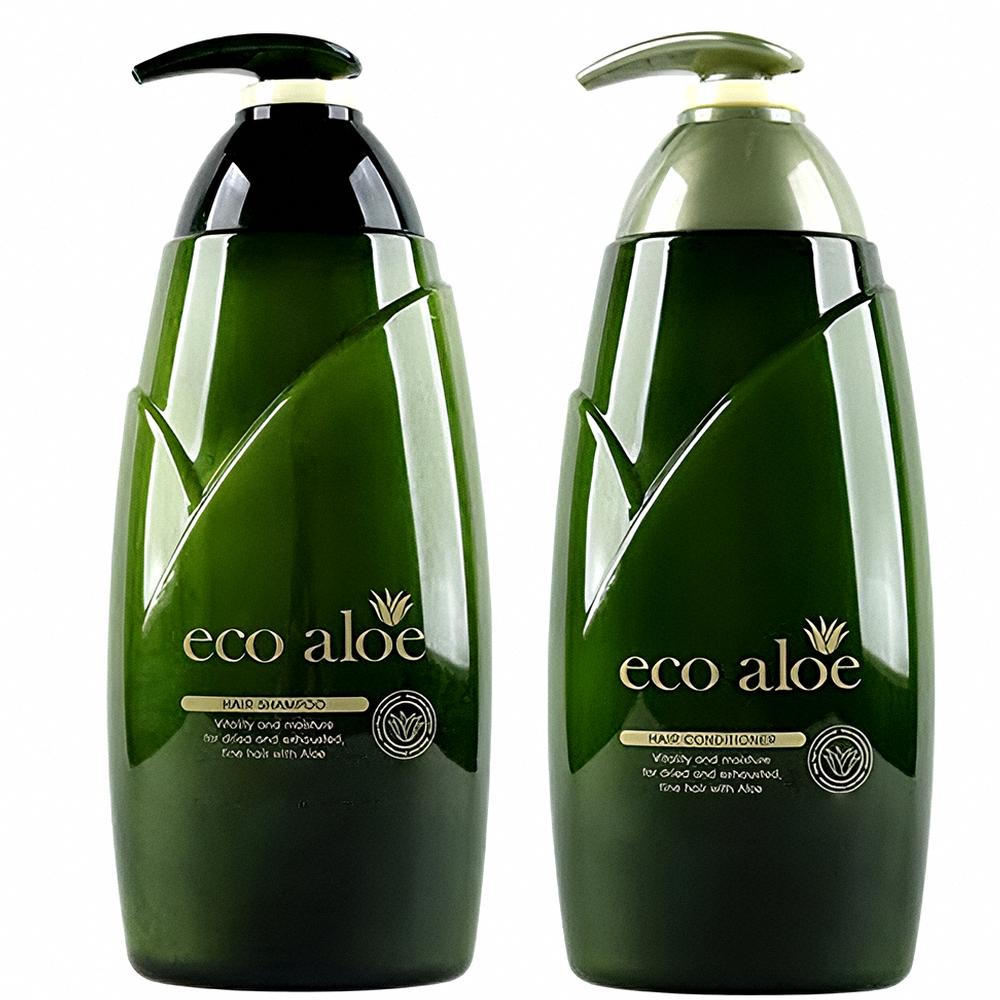 eco aloe
HAIR SHAMPOO
Vitality and moisture
for dried and exhausted,
fine hair with Aloe
eco aloe
HAIR CONDITIONER
Vitality and moisture
for dried and exhausted,
fine hair with Aloe